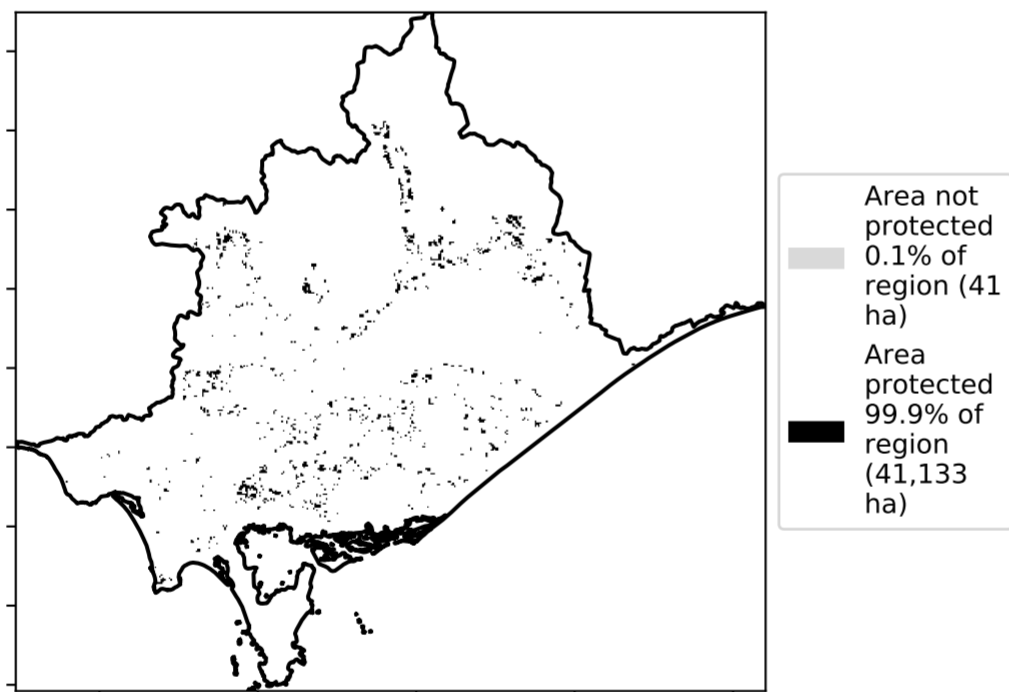 Area not
protected
0.1% of
region (41
ha)
Area
protected
99.9% of
region
(41,133
ha)